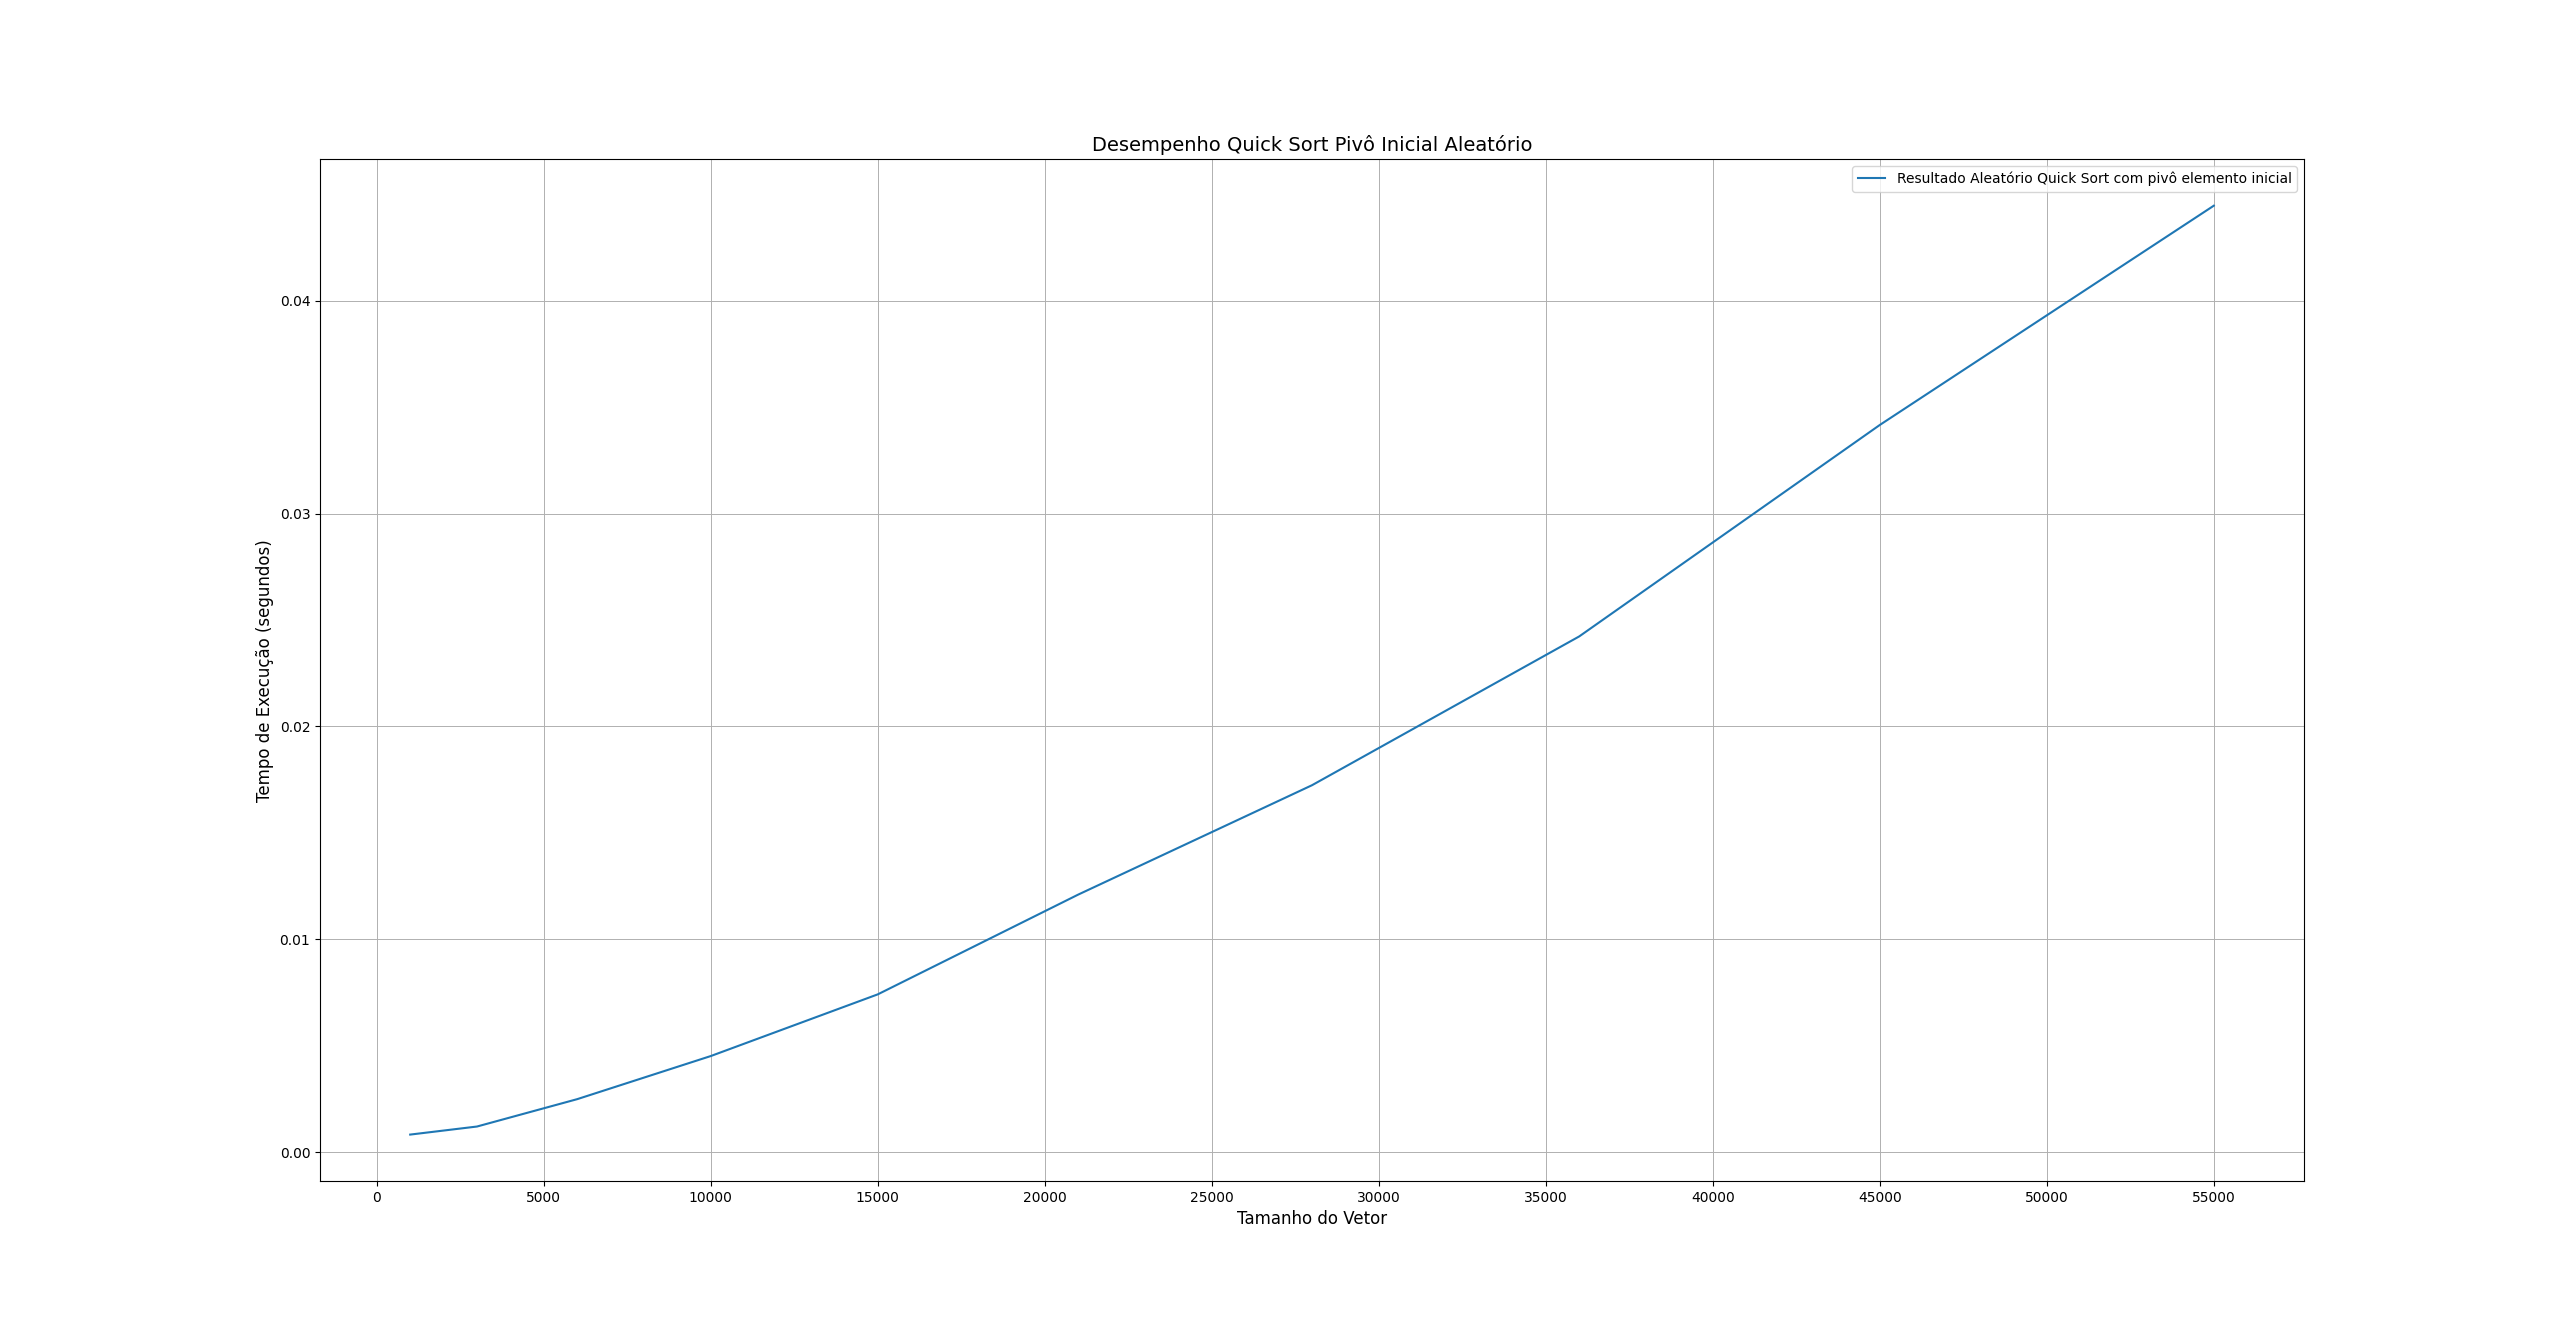 Desempenho Quick Sort Pivô Inicial Aleatório
Resultado Aleatório Quick Sort com pivô elemento inicial
Tempo de Execução (segundos)
0.04
0.03
0.02
0.01
0.00
0 5000 10000 15000 20000 25000 30000 35000 40000 45000 50000 55000
Tamanho do Vetor